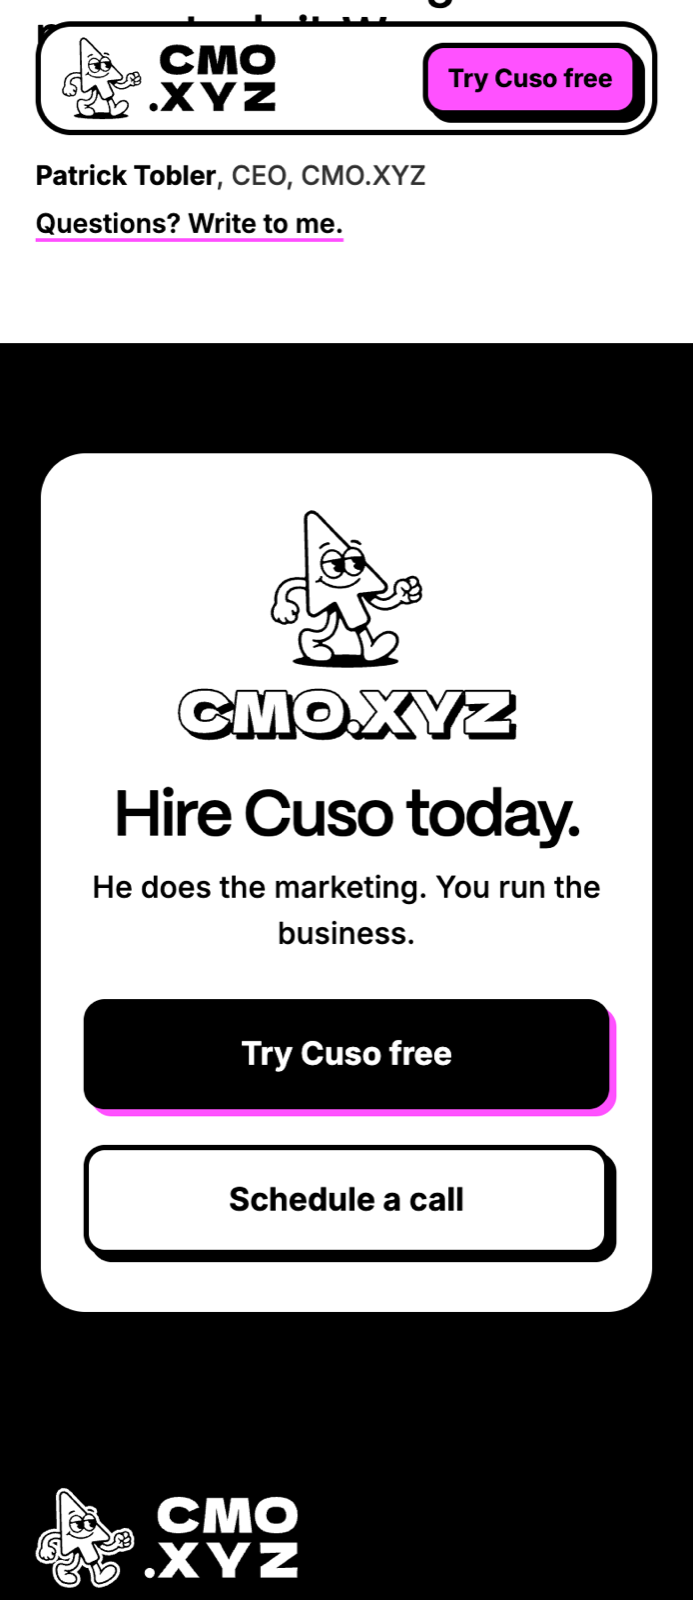 CMO
.XYZ
Try Cuso free
Patrick Tobler, CEO, CMO.XYZ
Questions? Write to me.
CMO.XYZ
Hire Cuso today.
He does the marketing. You run the
business.
Try Cuso free
Schedule a call
CMO
.XYZ